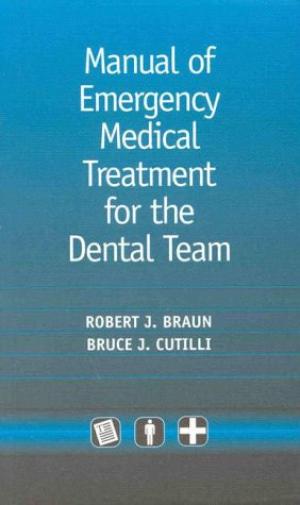 Manual of
Emergency
Medical
Treatment
for the
Dental Team
ROBERT J. BRAUN
BRUCE J. CUTILLI